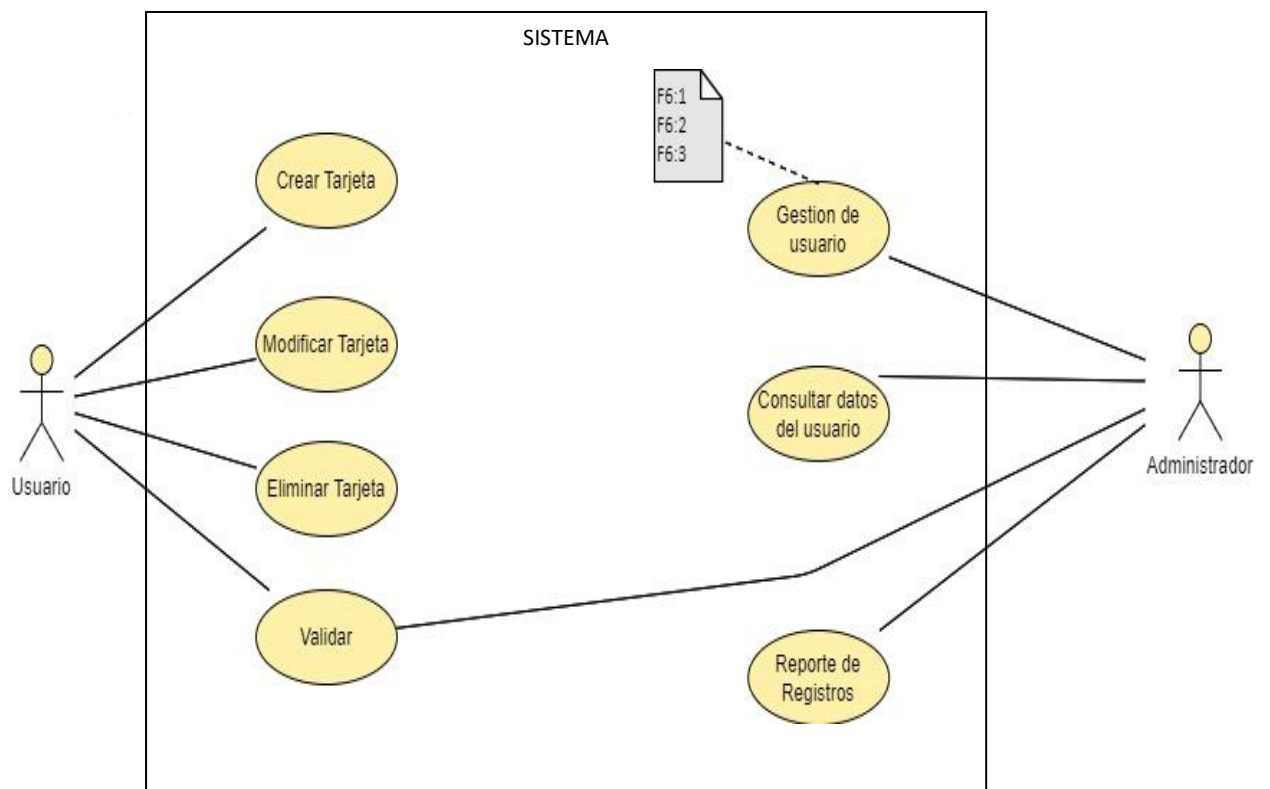 SISTEMA
F6:1
F6:2
F6:3
Crear Tarjeta
Gestion de
usuario
Modificar Tarjeta
Consultar datos
del usuario
Usuario
Administrador
Eliminar Tarjeta
Validar
Reporte de
Registros